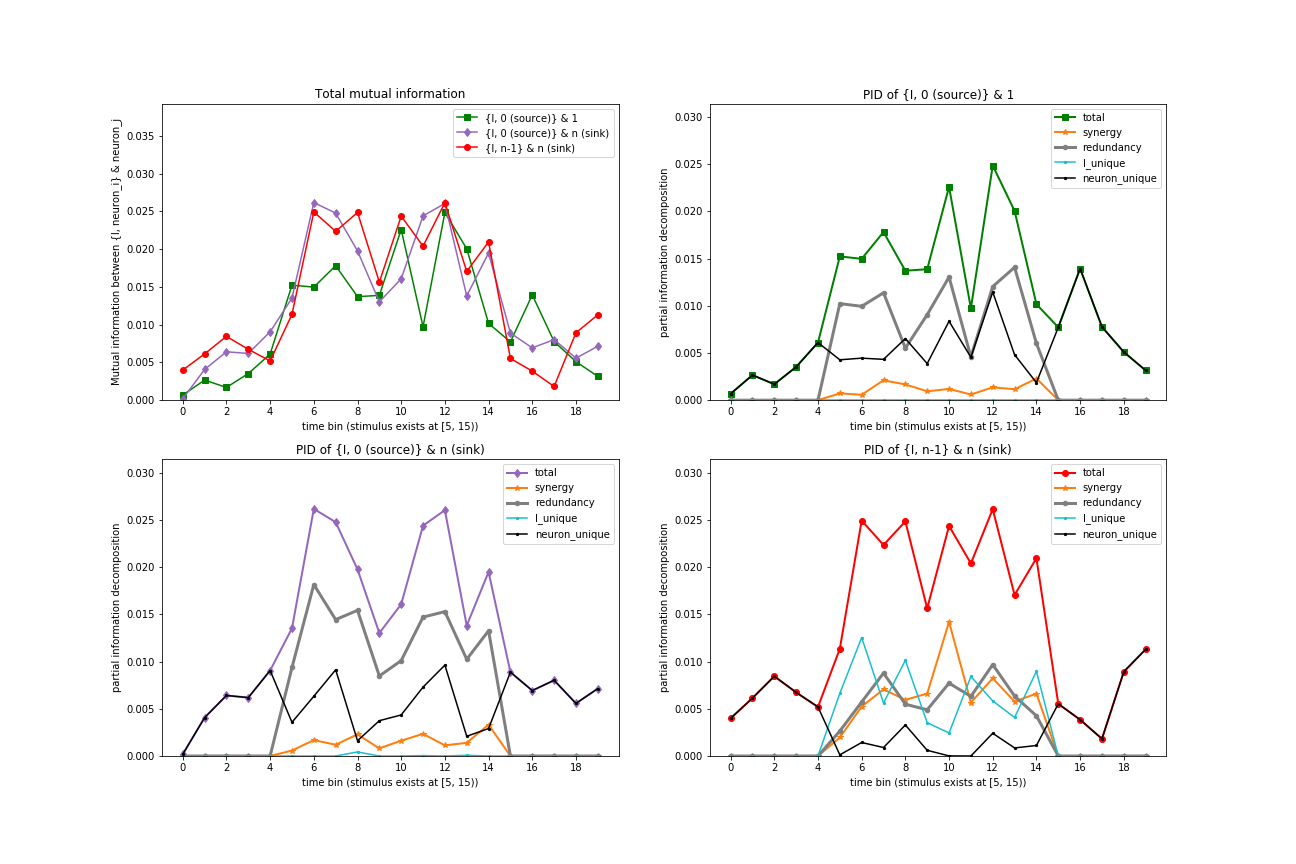 Total mutual information
Mutual information between {I, neuron_i} & neuron_j
0.035
0.030
0.025
0.020
0.015
0.010
0.005
0.000
{I, 0 (source)} & 1
{I, 0 (source)} & n (sink)
{I, n-1} & n (sink)
0 2 4 6 8 10 12 14 16 18
time bin (stimulus exists at [5, 15))
PID of {I, 0 (source)} & 1
partial information decomposition
0.030
0.025
0.020
0.015
0.010
0.005
0.000
total
synergy
redundancy
I_unique
neuron_unique
0 2 4 6 8 10 12 14 16 18
time bin (stimulus exists at [5, 15))
PID of {I, 0 (source)} & n (sink)
partial information decomposition
0.030
0.025
0.020
0.015
0.010
0.005
0.000
total
synergy
redundancy
I_unique
neuron_unique
0 2 4 6 8 10 12 14 16 18
time bin (stimulus exists at [5, 15))
PID of {I, n-1} & n (sink)
partial information decomposition
0.030
0.025
0.020
0.015
0.010
0.005
0.000
total
synergy
redundancy
I_unique
neuron_unique
0 2 4 6 8 10 12 14 16 18
time bin (stimulus exists at [5, 15))